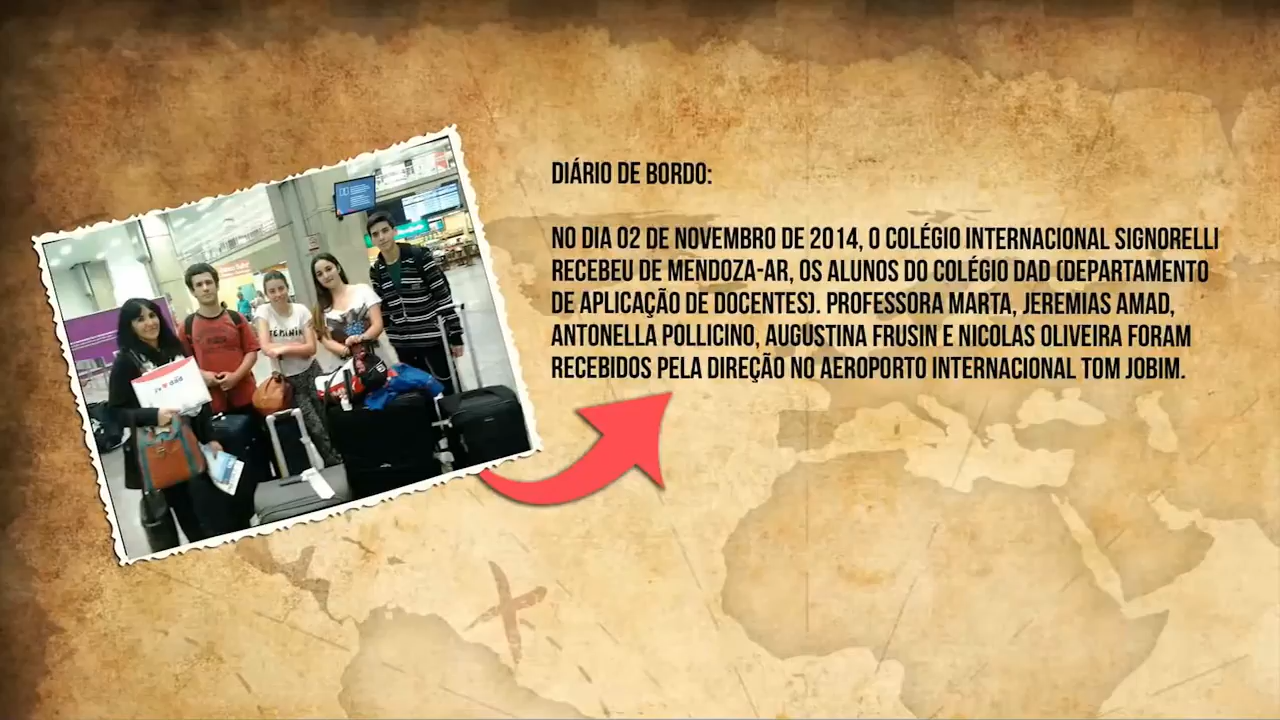 DIÁRIO DE BORDO:
NO DIA 02 DE NOVEMBRO DE 2014, O COLÉGIO INTERNACIONAL SIGNORELLI
RECEBEU DE MENDOZA-AR, OS ALUNOS DO COLÉGIO DAD (DEPARTAMENTO
DE APLICAÇÃO DE DOCENTES). PROFESSORA MARTA, JEREMIAS AMAD,
ANTONELLA POLLICINO, AUGUSTINA FRUSIN E NICOLAS OLIVEIRA FORAM
RECEBIDOS PELA DIREÇÃO NO AEROPORTO INTERNACIONAL TOM JOBIM.